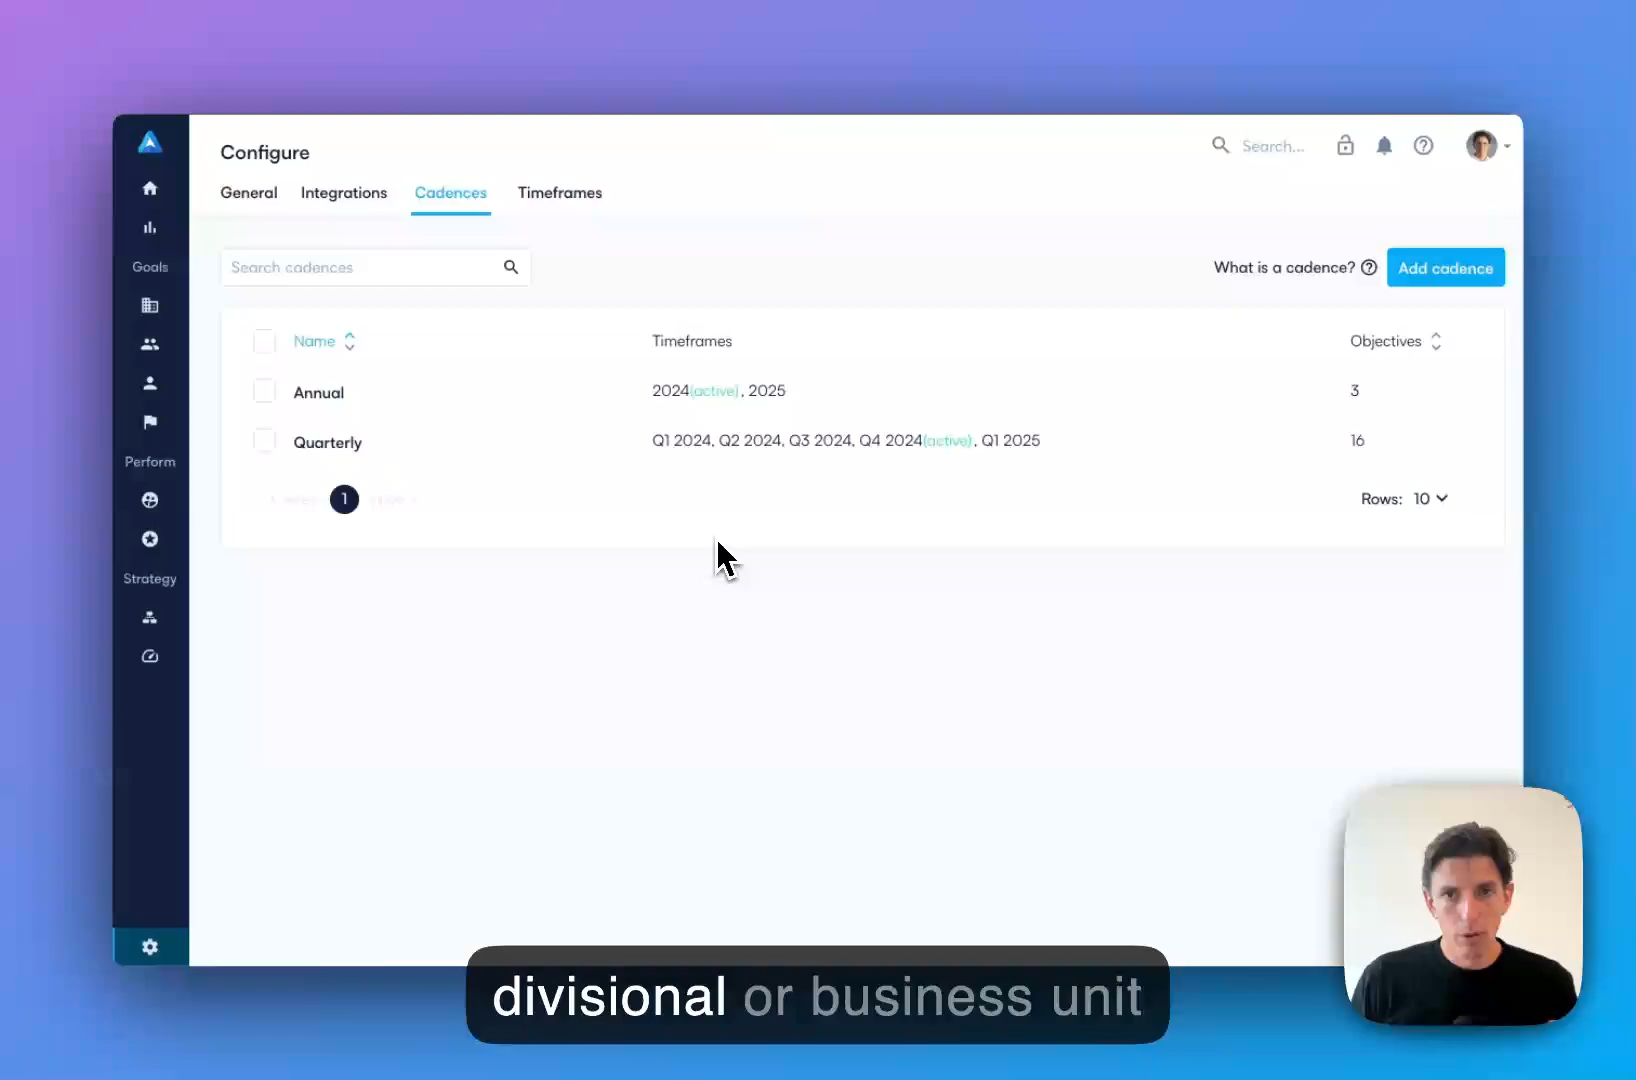 Configure
Search...
General Integrations Cadences Timeframes
Search cadences
What is a cadence?
Add cadence
Name Timeframes Objectives
Annual 2024(active), 2025 3
Quarterly Q1 2024, Q2 2024, Q3 2024, Q4 2024(active), Q1 2025 16
1
Rows: 10
Goals
Perform
Strategy
divisional or business unit